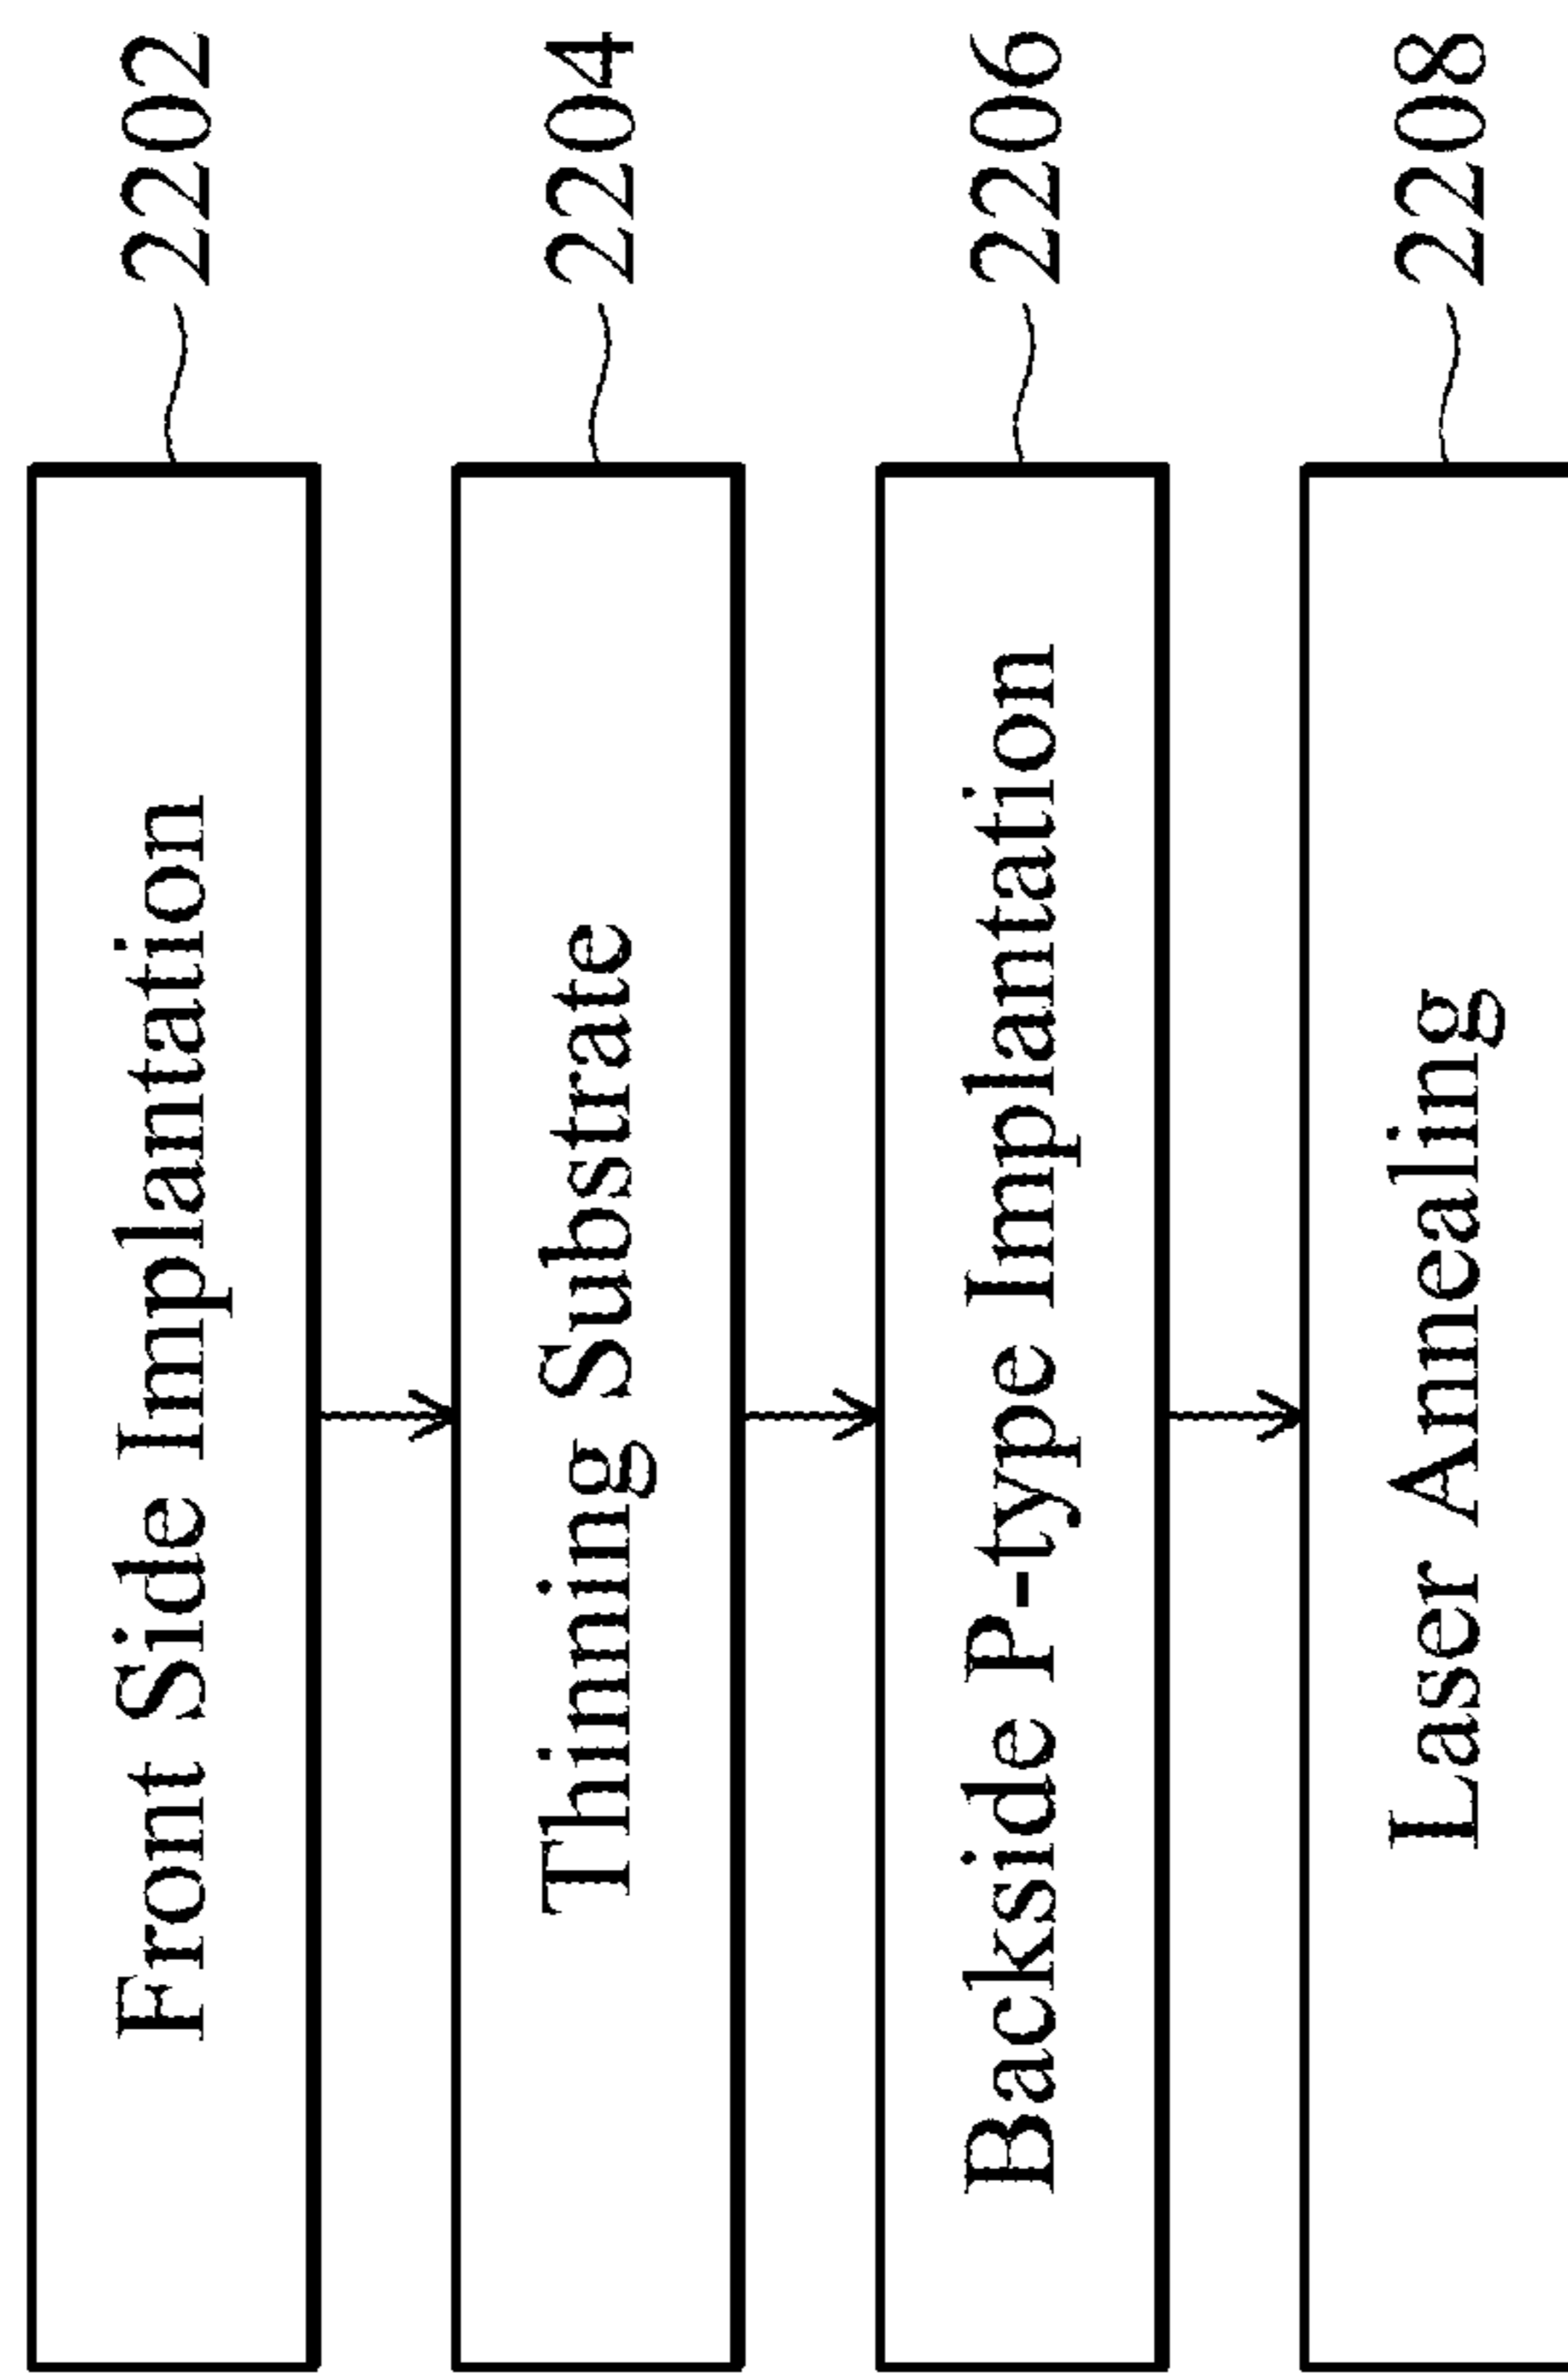 Front Side Implantation
2202
Thinning Substrate
2204
Backside P-type Implantation
2206
Laser Annealing
2208